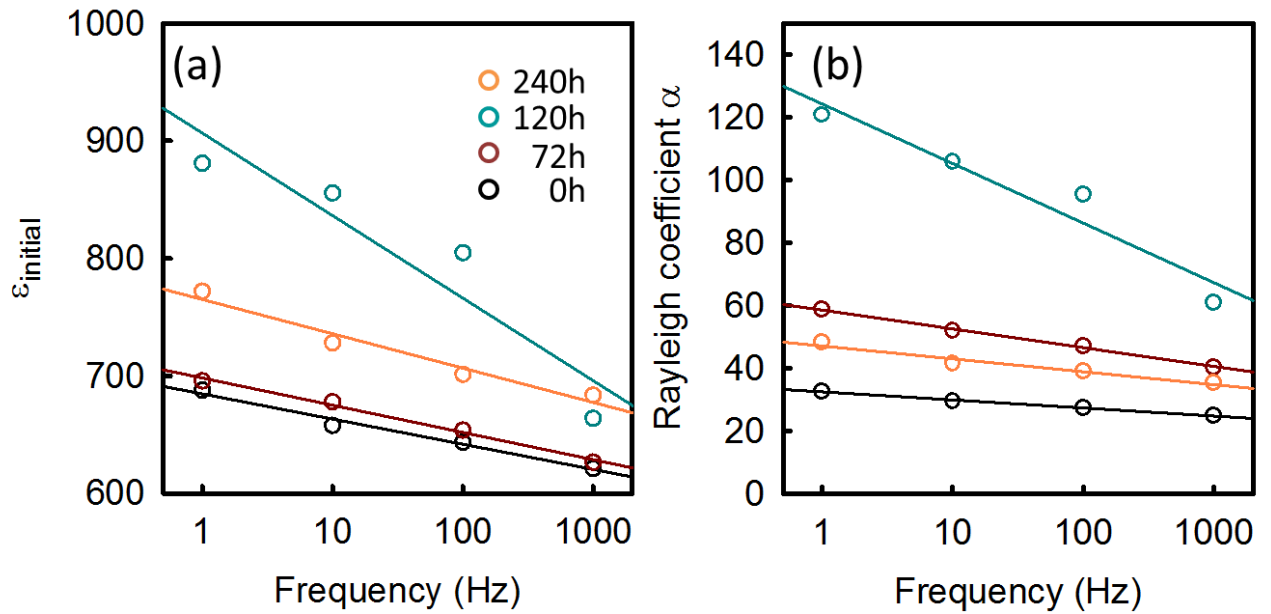 (a)
1000
900
800
700
600
εinitial
240h
120h
72h
0h
1 10 100 1000
Frequency (Hz)
(b)
140
120
100
80
60
40
20
0
Rayleigh coefficient α
1 10 100 1000
Frequency (Hz)